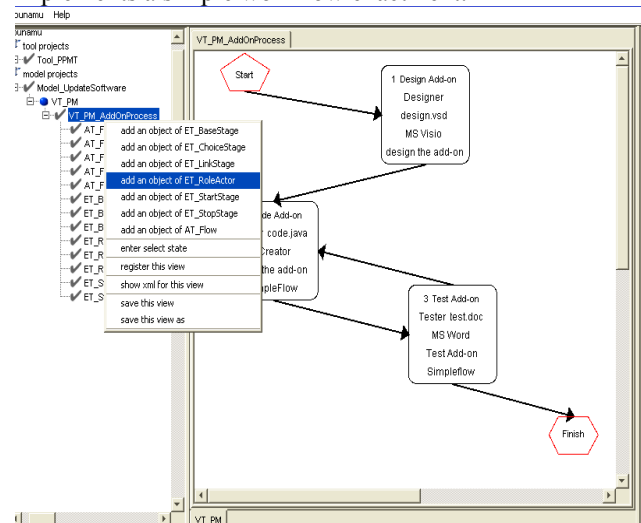 ounamu Help
ounamu
tool projects
Tool_PPMT
model projects
Model_UpdateSoftware
VT_PM
VT_PM_AddOnProcess
AT_F
AT_F
AT_F
AT_F
AT_F
ET_B
ET_B
ET_B
ET_R
ET_R
ET_R
ET_S
ET_S
add an object of ET_BaseStage
add an object of ET_ChoiceStage
add an object of ET_LinkStage
add an object of ET_RoleActor
add an object of ET_StartStage
add an object of ET_StopStage
add an object of AT_Flow
enter select state
register this view
show xml for this view
save this view
save this view as
VT_PM_AddOnProcess
Start
1 Design Add-on
Designer
design.vsd
MS Visio
design the add-on
de Add-on
code.java
Creator
the add-on
mpleFlow
3 Test Add-on
Tester test.doc
MS Word
Test Add-on
Simpleflow
Finish
VT_PM